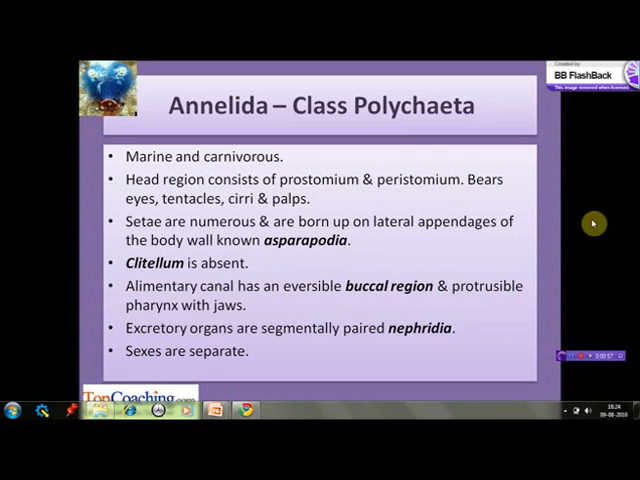 Created by
BB FlashBack
This image removed when licensed
Annelida – Class Polychaeta
• Marine and carnivorous.
• Head region consists of prostomium & peristomium. Bears
eyes, tentacles, cirri & palps.
• Setae are numerous & are born up on lateral appendages of
the body wall known asparapodia.
• Clitellum is absent.
• Alimentary canal has an eversible buccal region & protrusible
pharynx with jaws.
• Excretory organs are segmentally paired nephridia.
• Sexes are separate.
0:00:57
TopCoaching.com
18:24
09-08-2010